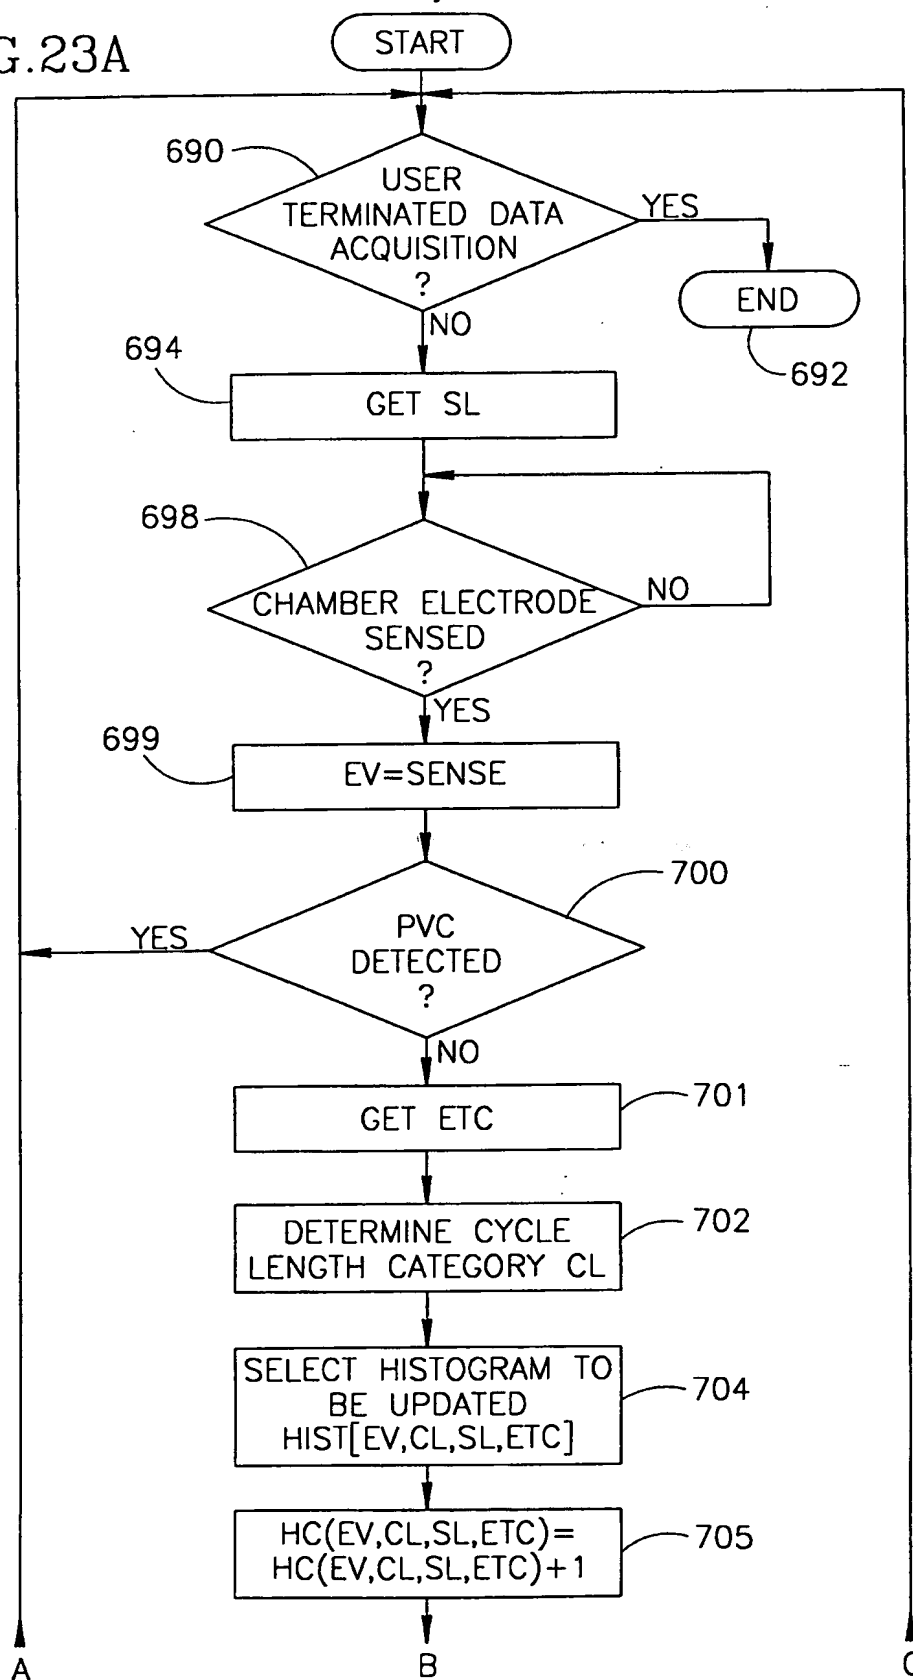 G.23A
START
690
USER
TERMINATED DATA
ACQUISITION
?
YES
END
692
NO
694
GET SL
698
CHAMBER ELECTRODE
SENSED
?
NO
YES
699
EV=SENSE
700
PVC
DETECTED
?
YES
NO
GET ETC
701
DETERMINE CYCLE
LENGTH CATEGORY CL
702
SELECT HISTOGRAM TO
BE UPDATED
HIST[EV,CL,SL,ETC]
704
HC(EV,CL,SL,ETC)=
HC(EV,CL,SL,ETC)+1
705
A
B